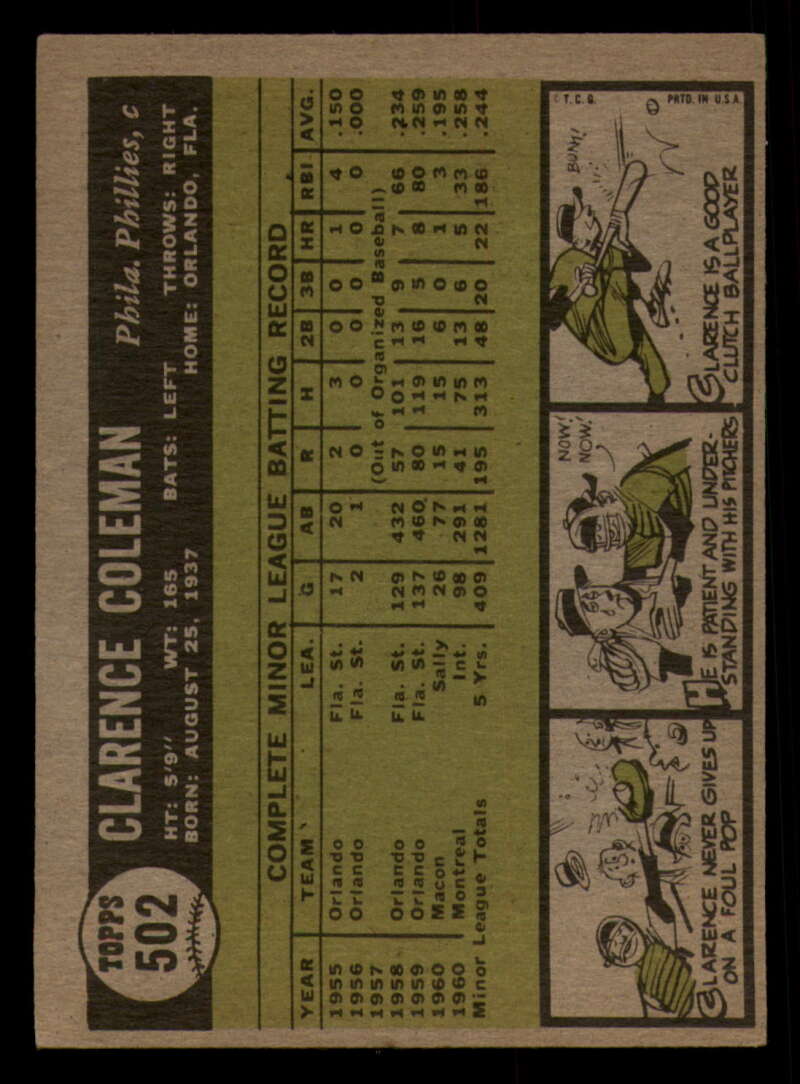 TOPPS
502
CLARENCE COLEMAN Phila. Phillies, c
HT: 5'9'' WT: 165 BATS: LEFT THROWS: RIGHT
BORN: AUGUST 25, 1937 HOME: ORLANDO, FLA.
COMPLETE MINOR LEAGUE BATTING RECORD
YEAR TEAM LEA. G AB R H 2B 3B HR RBI AVG.
1955 Orlando Fla. St. 17 20 2 3 0 0 1 4 .150
1956 Orlando Fla. St. 2 1 0 0 0 0 0 0 .000
1957 (Out of Organized Baseball)
1958 Orlando Fla. St. 129 432 57 101 13 9 7 66 .234
1959 Orlando Fla. St. 137 460 80 119 16 5 8 80 .259
1960 Macon Sally 26 77 15 15 6 0 1 3 .195
1960 Montreal Int. 98 291 41 75 13 6 5 33 .258
Minor League Totals 5 Yrs. 409 1281 195 313 48 20 22 186 .244
CLARENCE NEVER GIVES UP
ON A FOUL POP
NOW!
NOW!
HE IS PATIENT AND UNDER-
STANDING WITH HIS PITCHERS
© T.C.G. PRTD. IN U.S.A.
BUNH!
CLARENCE IS A GOOD
CLUTCH BALLPLAYER